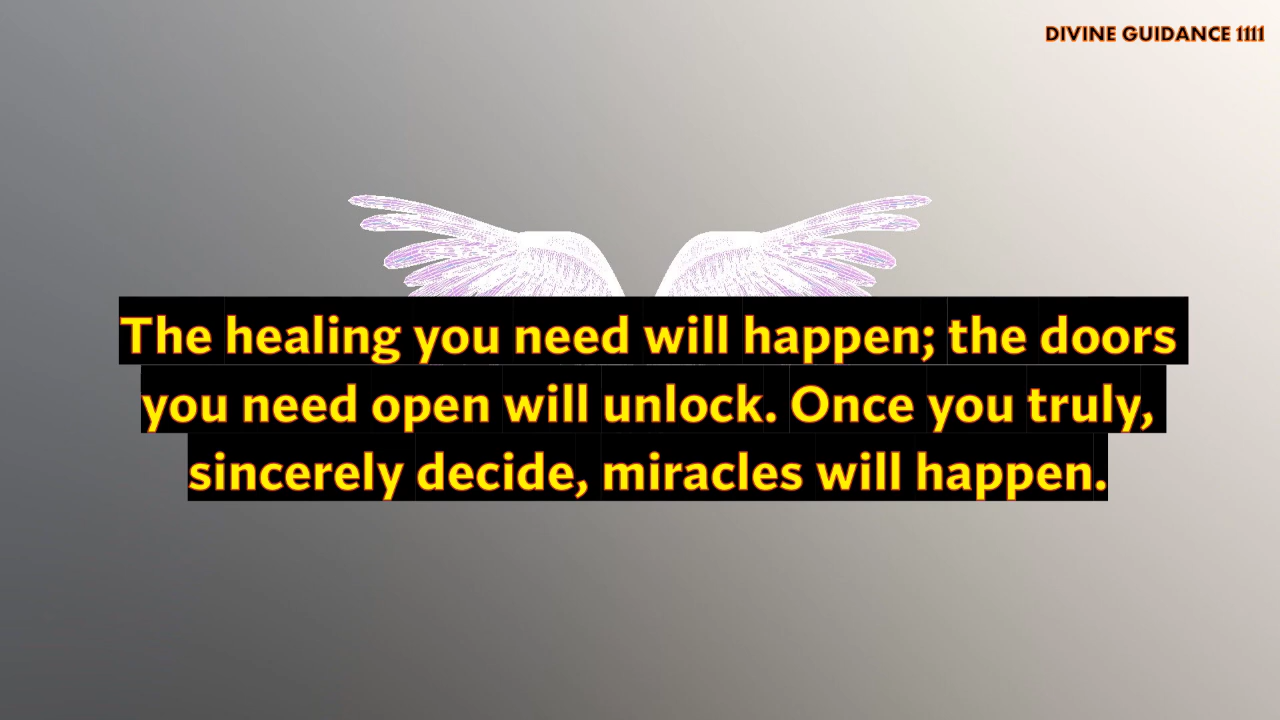 DIVINE GUIDANCE 1111
The healing you need will happen; the doors
you need open will unlock. Once you truly,
sincerely decide, miracles will happen.